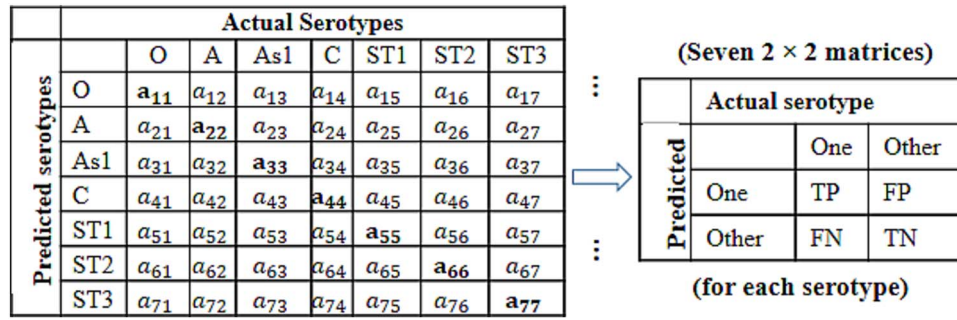 Actual Serotypes
O A As1 C ST1 ST2 ST3
Predicted serotypes
O a₁₁ a₁₂ a₁₃ a₁₄ a₁₅ a₁₆ a₁₇
A a₂₁ a₂₂ a₂₃ a₂₄ a₂₅ a₂₆ a₂₇
As1 a₃₁ a₃₂ a₃₃ a₃₄ a₃₅ a₃₆ a₃₇
C a₄₁ a₄₂ a₄₃ a₄₄ a₄₅ a₄₆ a₄₇
ST1 a₅₁ a₅₂ a₅₃ a₅₄ a₅₅ a₅₆ a₅₇
ST2 a₆₁ a₆₂ a₆₃ a₆₄ a₆₅ a₆₆ a₆₇
ST3 a₇₁ a₇₂ a₇₃ a₇₄ a₇₅ a₇₆ a₇₇
⋮
⋮
(Seven 2 × 2 matrices)
Actual serotype
Predicted
One Other
One TP FP
Other FN TN
(for each serotype)